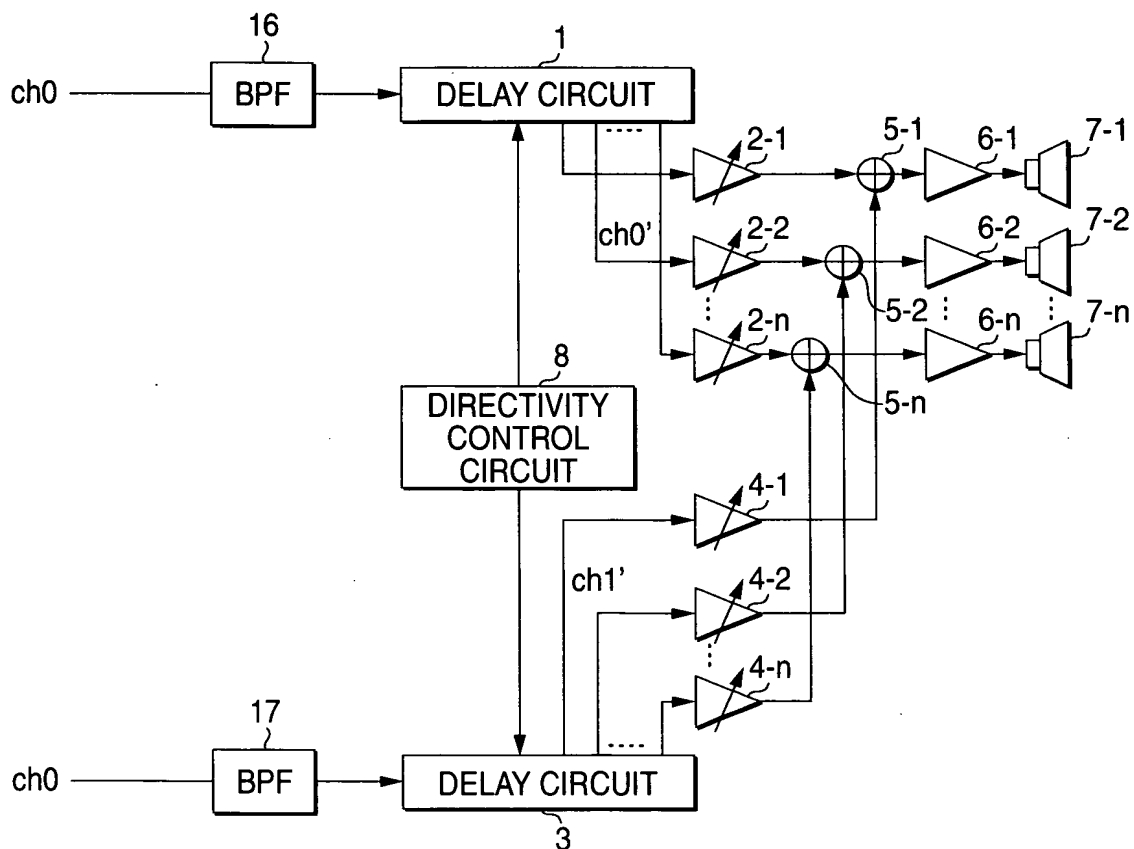 16
1
ch0
BPF
DELAY CIRCUIT
2-1
5-1
6-1
7-1
ch0'
2-2
5-2
6-2
7-2
2-n
5-n
6-n
7-n
8
DIRECTIVITY
CONTROL
CIRCUIT
4-1
ch1'
4-2
4-n
17
ch0
BPF
DELAY CIRCUIT
3